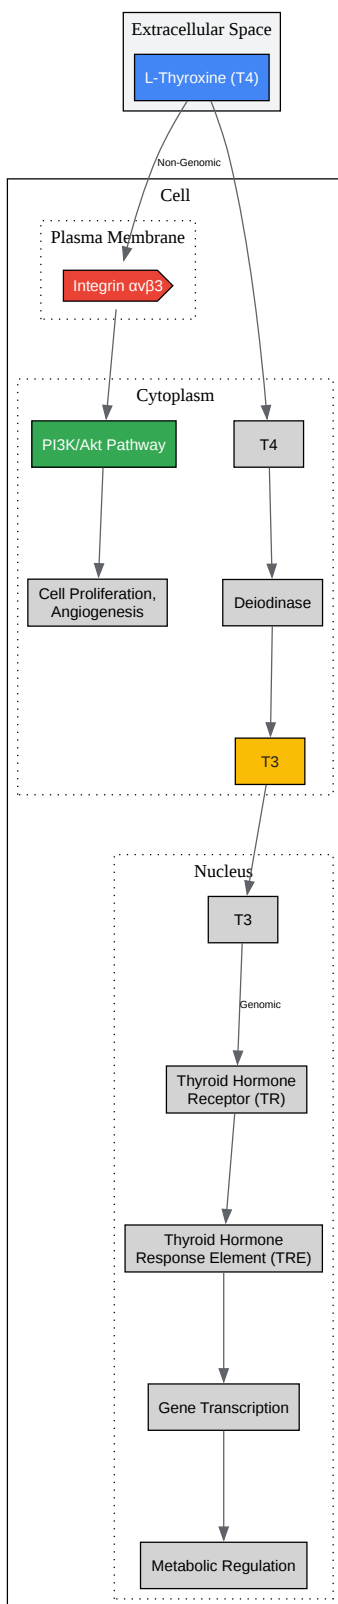 Extracellular Space
L-Thyroxine (T4)
Non-Genomic
Cell
Plasma Membrane
Integrin αvβ3
Cytoplasm
PI3K/Akt Pathway
T4
Cell Proliferation,
Angiogenesis
Deiodinase
T3
Nucleus
T3
Genomic
Thyroid Hormone
Receptor (TR)
Thyroid Hormone
Response Element (TRE)
Gene Transcription
Metabolic Regulation